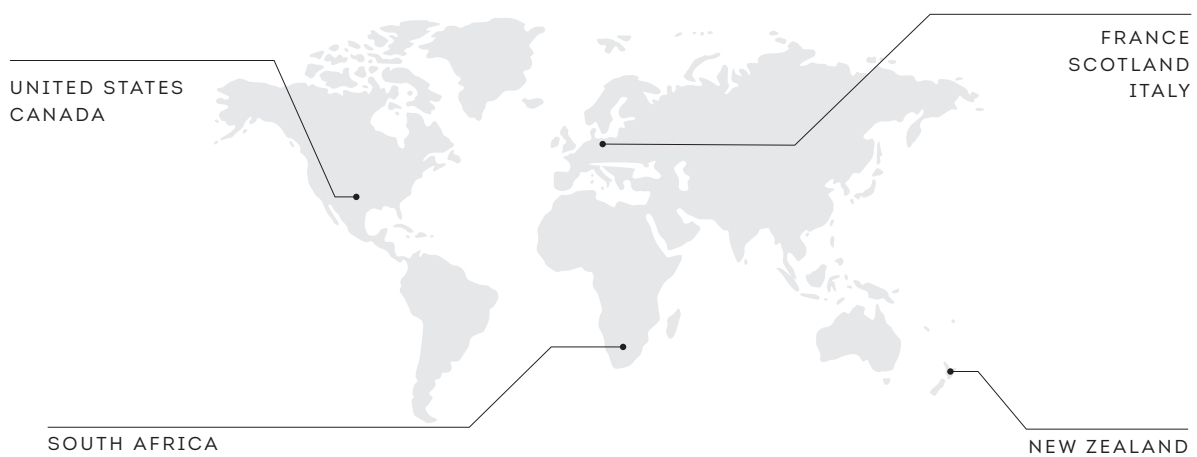 UNITED STATES
CANADA
FRANCE
SCOTLAND
ITALY
SOUTH AFRICA
NEW ZEALAND